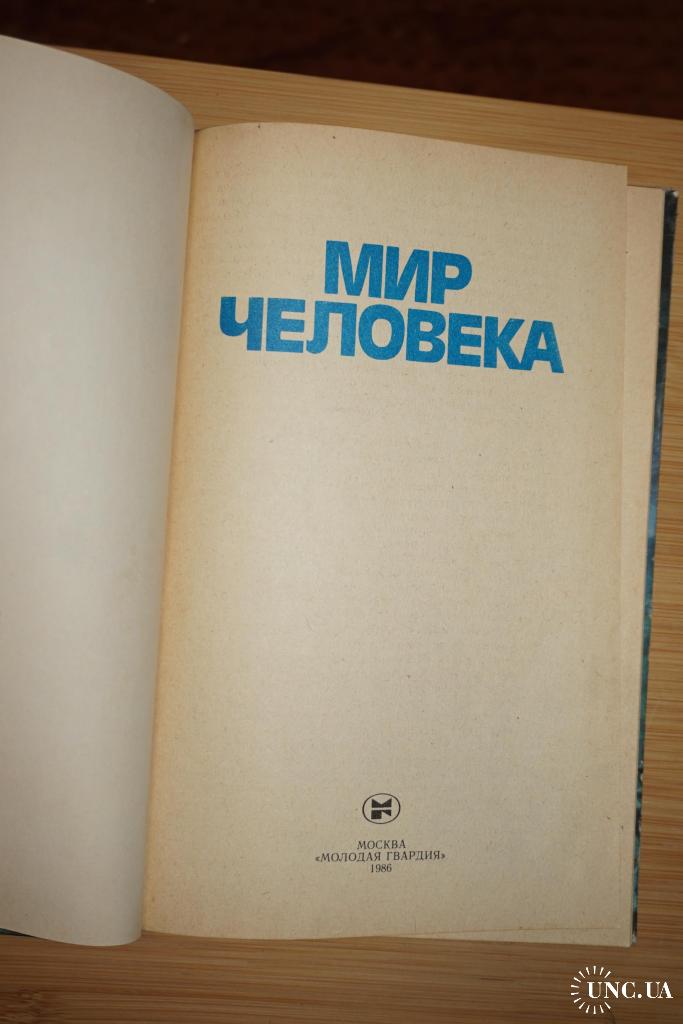 МИР
ЧЕЛОВЕКА
МОСКВА
«МОЛОДАЯ ГВАРДИЯ»
1986
UNC.UA